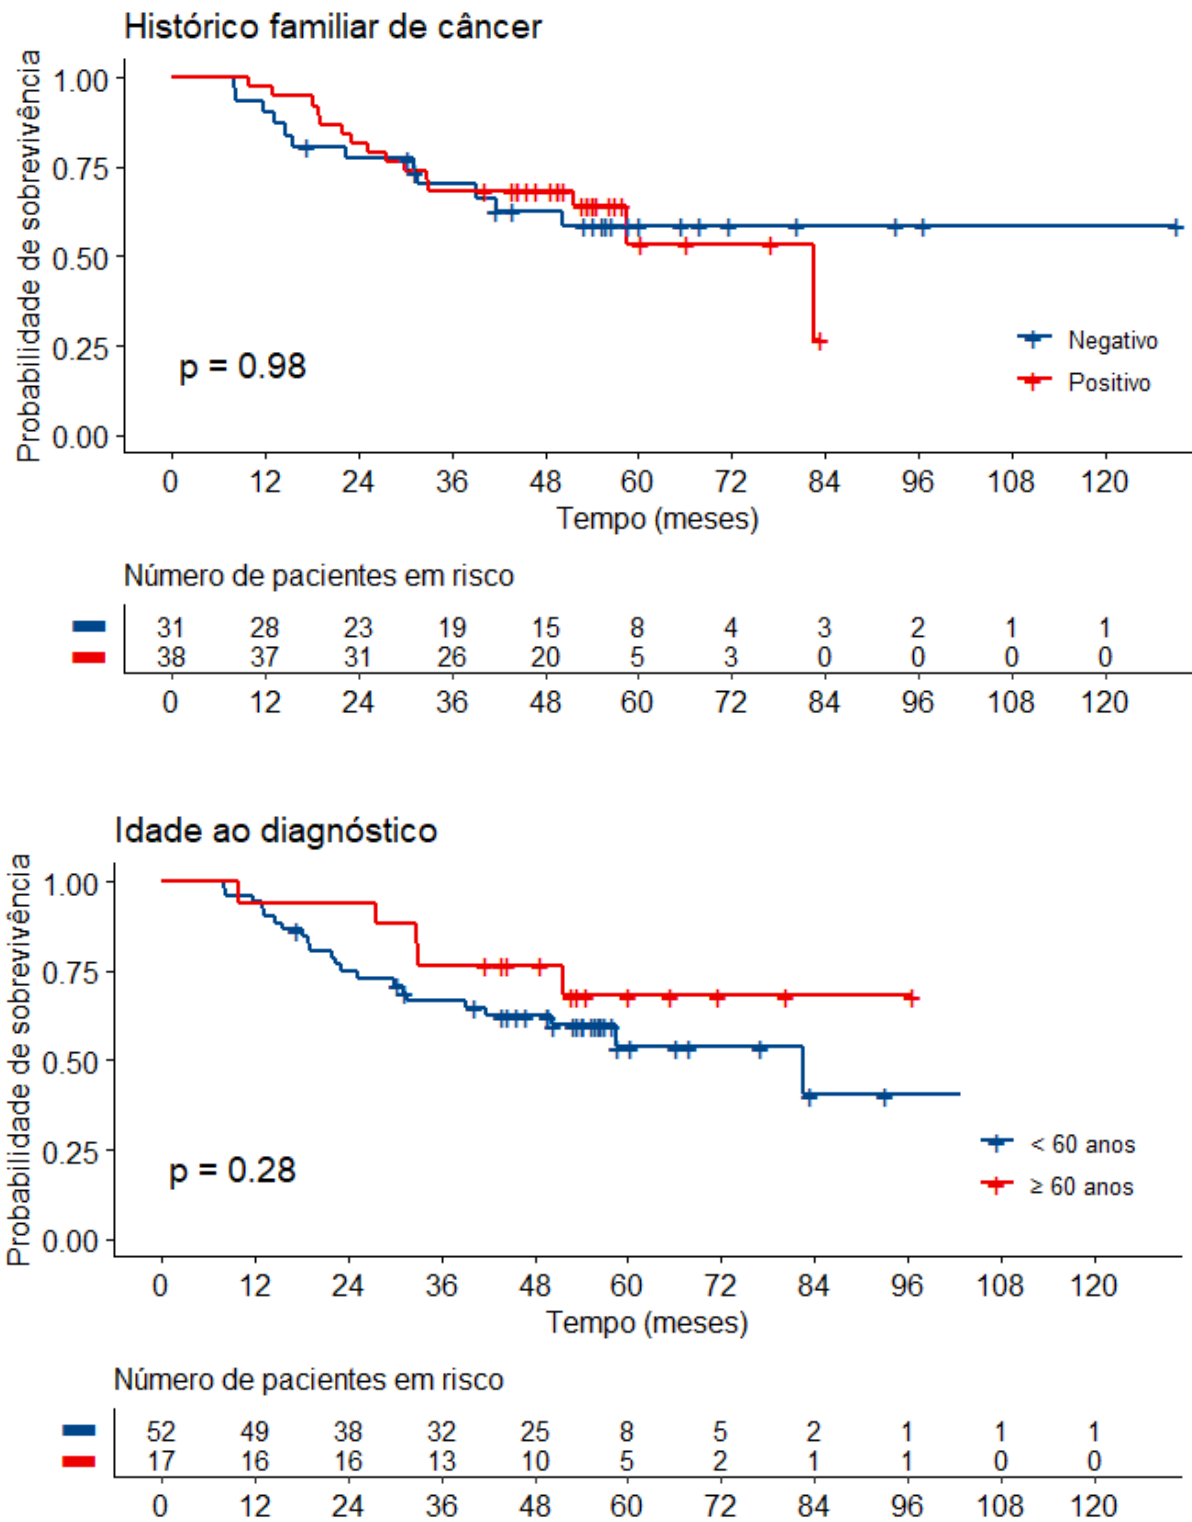 Histórico familiar de câncer
Probabilidade de sobrevivência
1.00
0.75
0.50
0.25
0.00
p = 0.98
Negativo
Positivo
0 12 24 36 48 60 72 84 96 108 120
Tempo (meses)
Número de pacientes em risco
31 28 23 19 15 8 4 3 2 1 1
38 37 31 26 20 5 3 0 0 0 0
0 12 24 36 48 60 72 84 96 108 120
Idade ao diagnóstico
Probabilidade de sobrevivência
1.00
0.75
0.50
0.25
0.00
p = 0.28
< 60 anos
≥ 60 anos
0 12 24 36 48 60 72 84 96 108 120
Tempo (meses)
Número de pacientes em risco
52 49 38 32 25 8 5 2 1 1 1
17 16 16 13 10 5 2 1 1 0 0
0 12 24 36 48 60 72 84 96 108 120